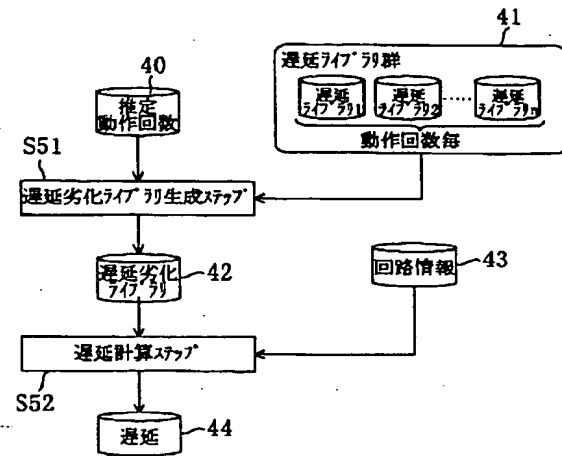 41
遅延ライブラリ群
40
推定
動作回数
遅延
ライブラリ1
遅延
ライブラリ2
……
遅延
ライブラリn
動作回数毎
S51
遅延劣化ライブラリ生成ステップ
遅延劣化
ライブラリ
42
回路情報
43
遅延計算ステップ
S52
遅延
44